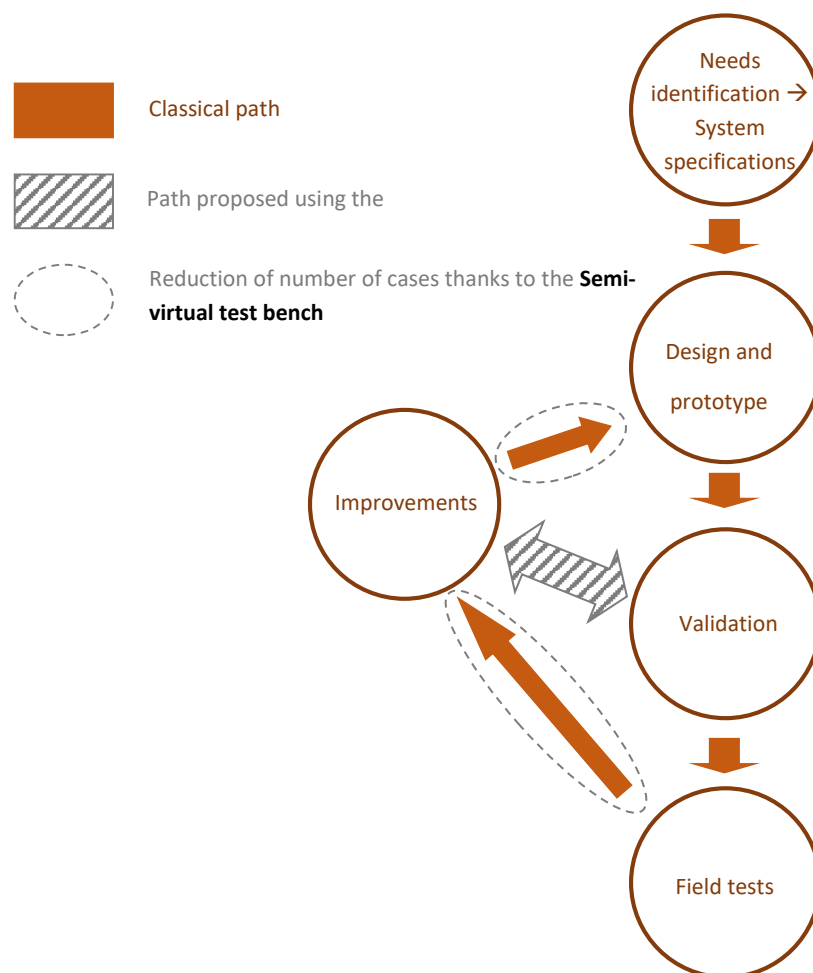 Needs
identification →
System
specifications
Classical path
Path proposed using the
Reduction of number of cases thanks to the Semi-
virtual test bench
Design and
prototype
Improvements
Validation
Field tests